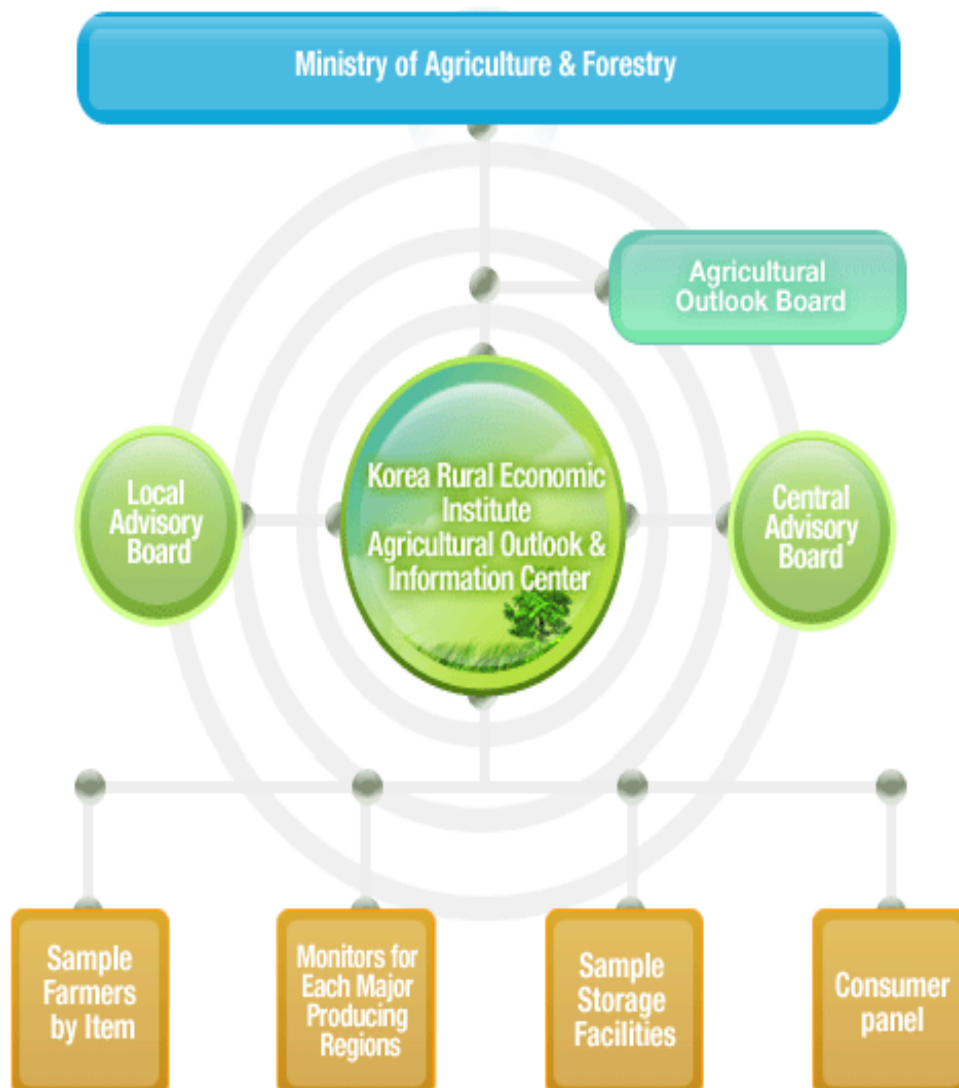 Ministry of Agriculture & Forestry
Agricultural
Outlook Board
Local
Advisory
Board
Korea Rural Economic
Institute
Agricultural Outlook &
Information Center
Central
Advisory
Board
Sample
Farmers
by Item
Monitors for
Each Major
Producing
Regions
Sample
Storage
Facilities
Consumer
panel